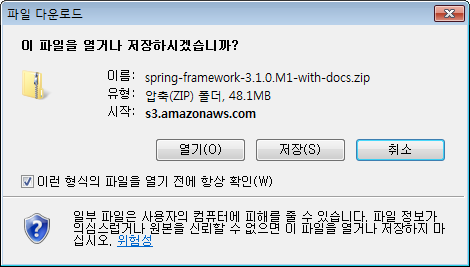 파일 다운로드
이 파일을 열거나 저장하시겠습니까?
이름: spring-framework-3.1.0.M1-with-docs.zip
유형: 압축(ZIP) 폴더, 48.1MB
시작: s3.amazonaws.com
열기(O) 저장(S) 취소
이런 형식의 파일을 열기 전에 항상 확인(W)
일부 파일은 사용자의 컴퓨터에 피해를 줄 수 있습니다. 파일 정보가
의심스럽거나 원본을 신뢰할 수 없으면 이 파일을 열거나 저장하지 마
십시오. 위험성